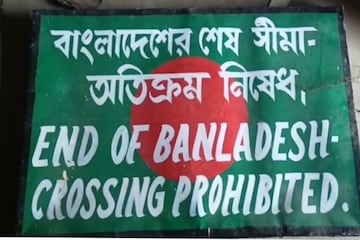 বাংলাদেশের শেষ সীমা-
অতিক্রম নিষেধ.
END OF BANLADESH-
CROSSING PROHIBITED.